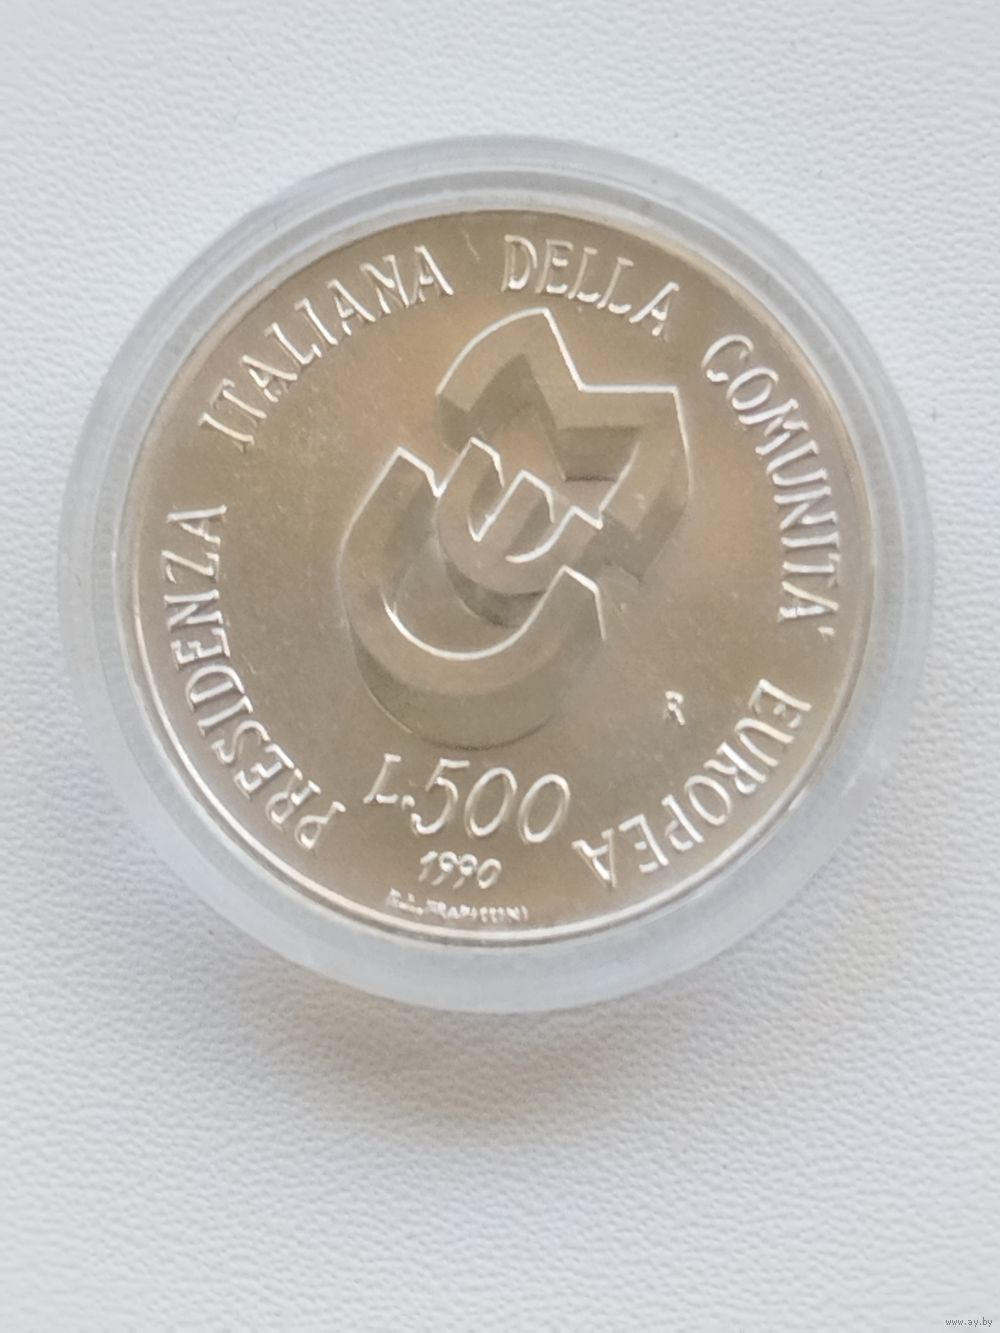 PRESIDENZA ITALIANA DELLA COMUNITA' EUROPEA
R
L.500
1990
www.ay.by